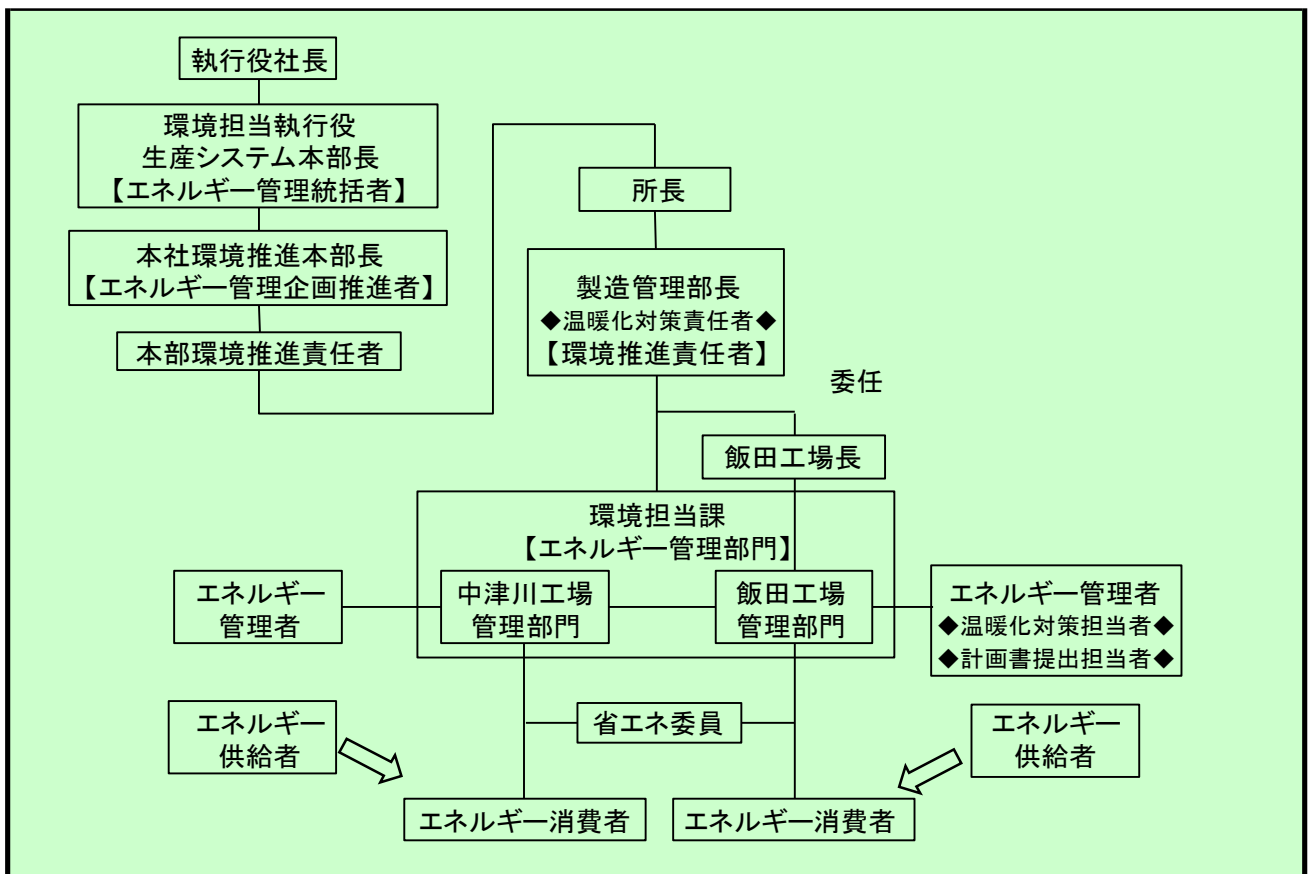 執行役社長
環境担当執行役
生産システム本部長
【エネルギー管理統括者】
本社環境推進本部長
【エネルギー管理企画推進者】
本部環境推進責任者
所長
製造管理部長
◆温暖化対策責任者◆
【環境推進責任者】
委任
飯田工場長
環境担当課
【エネルギー管理部門】
エネルギー
管理者
中津川工場
管理部門
飯田工場
管理部門
エネルギー管理者
◆温暖化対策担当者◆
◆計画書提出担当者◆
エネルギー
供給者
省エネ委員
エネルギー
供給者
エネルギー消費者
エネルギー消費者